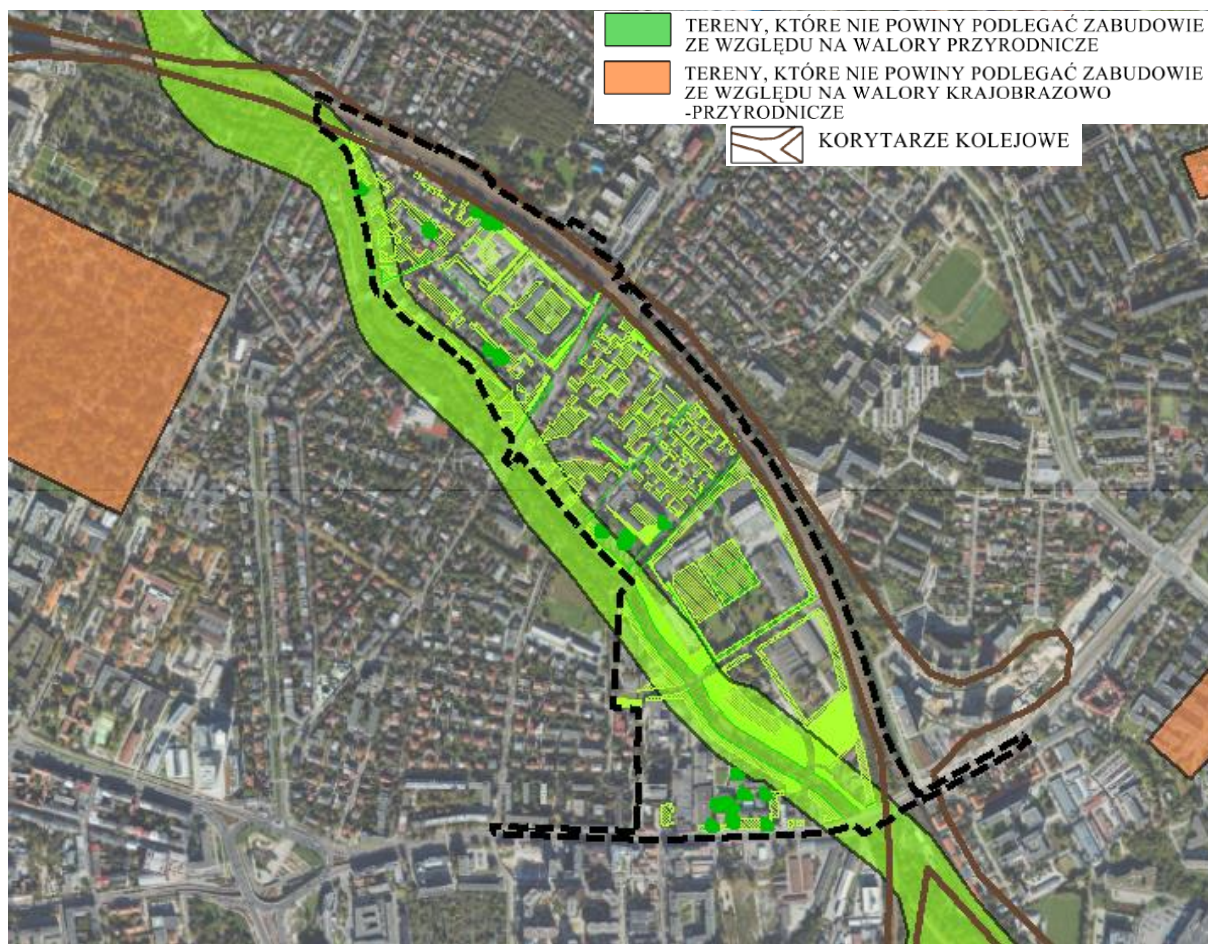 TERENY, KTÓRE NIE POWINY PODLEGAĆ ZABUDOWIE
ZE WZGLĘDU NA WALORY PRZYRODNICZE
TERENY, KTÓRE NIE POWINY PODLEGAĆ ZABUDOWIE
ZE WZGLĘDU NA WALORY KRAJOBRAZOWO
-PRZYRODNICZE
KORYTARZE KOLEJOWE